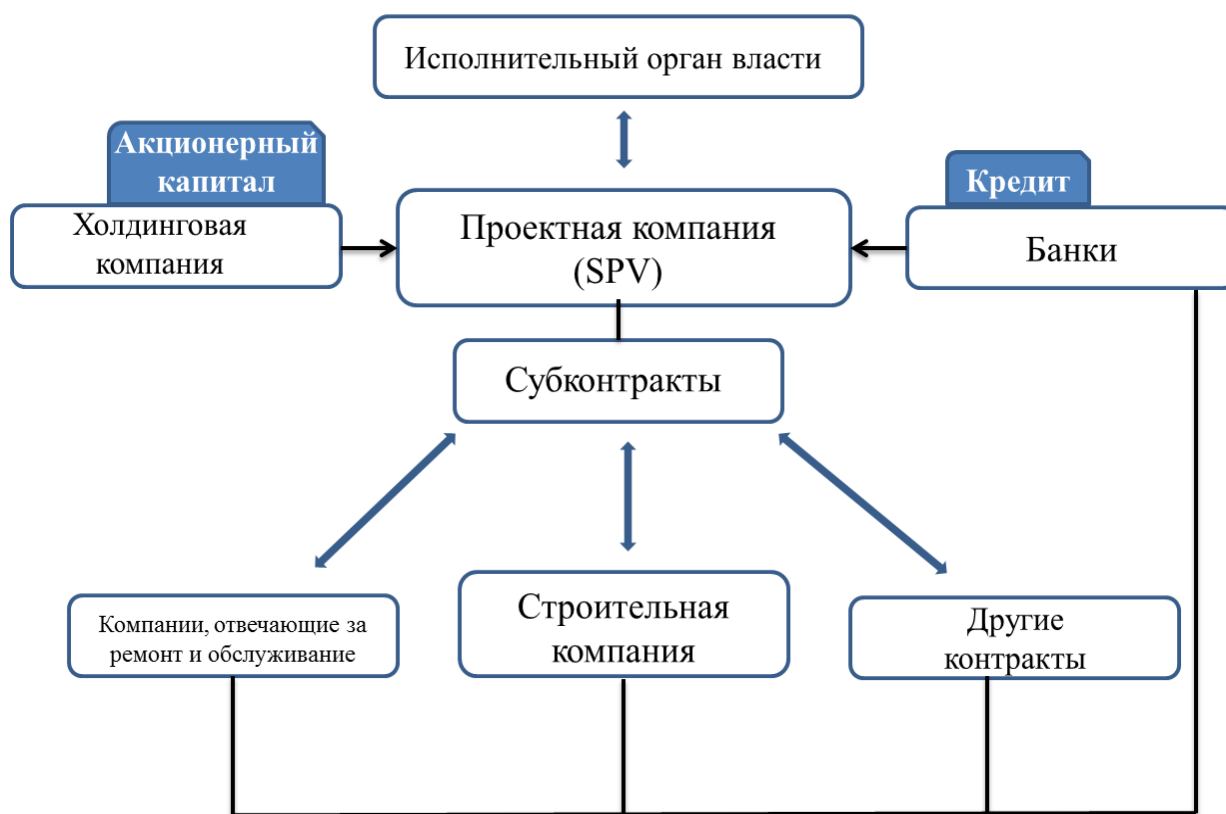 Исполнительный орган власти
Акционерный
капитал
Кредит
Холдинговая
компания
Проектная компания
(SPV)
Банки
Субконтракты
Компании, отвечающие за
ремонт и обслуживание
Строительная
компания
Другие
контракты